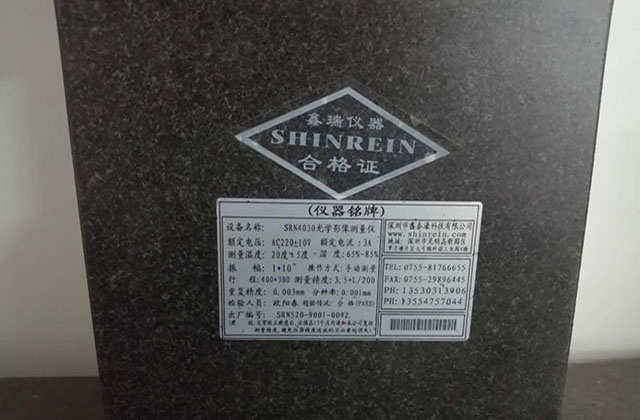 鑫瑞仪器
SHINREIN
合格证
(仪器铭牌)
设备名称: SRN4030光学影像测量仪
额定电压: AC220±10V 额定电流: 3A
测量温度: 20度±5度 湿 度: 65%-85%
振 幅: 1*10 操作方式: 手动测量
行 程: 400*300 测量精度: 3.5+L/200
重复精度: 0.003mm 分辨率: 0.001mm
检验人员: 欧阳春 检验情况: 合 格(PASS)
出厂编号: SRN520-9001-0042
深圳市鑫泰豪科技有限公司
www.shinrein.com
TEL: 0755-81766655
FAX: 0755-29896445
PH: 13530313906
PH: 13554757044